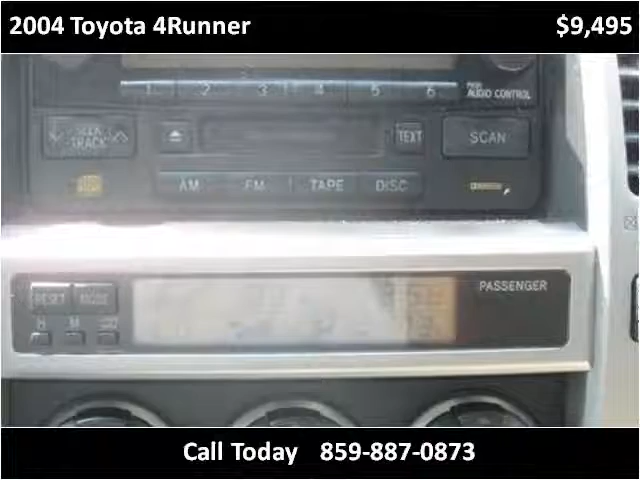 2004 Toyota 4Runner $9,495
1 2 3 4 5 6 AUDIO CONTROL
SEEK TEXT SCAN
TRACK
AM FM TAPE DISC
PASSENGER
RESET MODE
H M :00
Call Today 859-887-0873